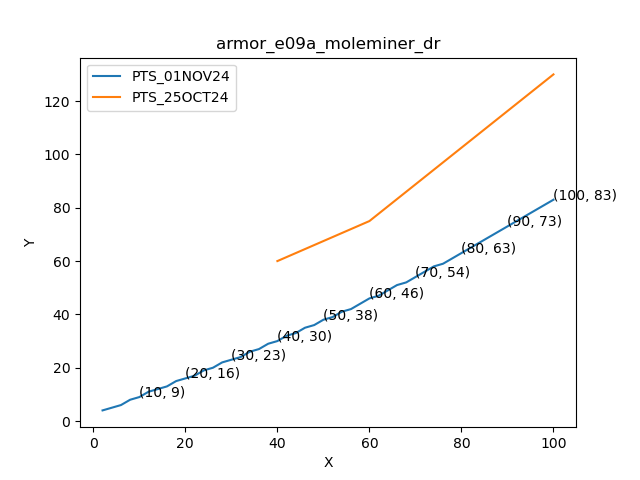 armor_e09a_moleminer_dr
PTS_01NOV24
PTS_25OCT24
120
100
80
60
40
20
0
Y
(100, 83)
(90, 73)
(80, 63)
(70, 54)
(60, 46)
(50, 38)
(40, 30)
(30, 23)
(20, 16)
(10, 9)
0 20 40 60 80 100
X